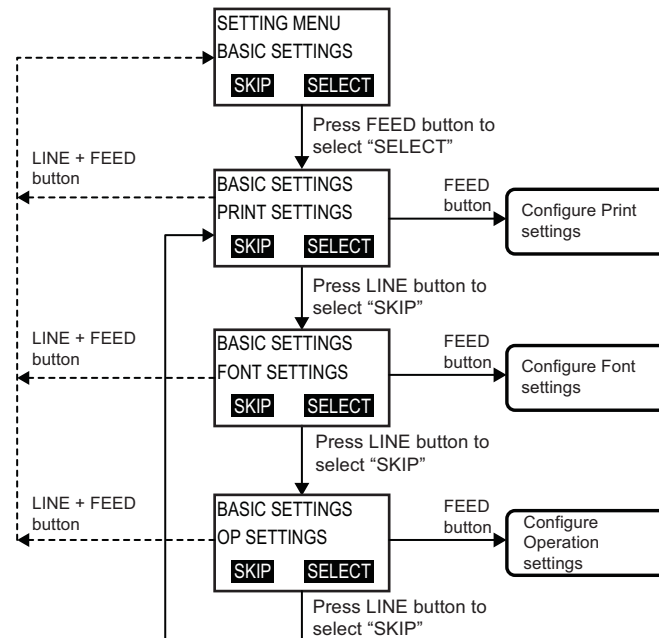 SETTING MENU
BASIC SETTINGS
SKIP SELECT
Press FEED button to
select “SELECT”
LINE + FEED
button
BASIC SETTINGS
PRINT SETTINGS
SKIP SELECT
FEED
button
Configure Print
settings
Press LINE button to
select “SKIP”
LINE + FEED
button
BASIC SETTINGS
FONT SETTINGS
SKIP SELECT
FEED
button
Configure Font
settings
Press LINE button to
select “SKIP”
LINE + FEED
button
BASIC SETTINGS
OP SETTINGS
SKIP SELECT
FEED
button
Configure
Operation
settings
Press LINE button to
select “SKIP”